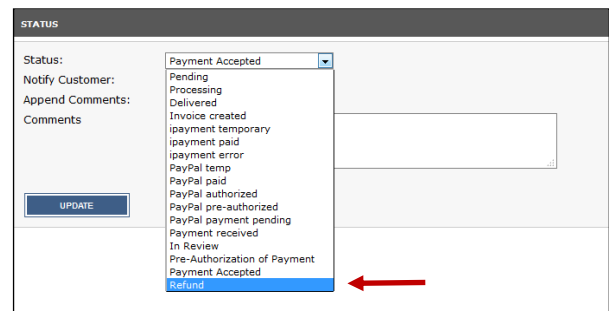 STATUS
Status:
Payment Accepted
Notify Customer:
Append Comments:
Comments
Pending
Processing
Delivered
Invoice created
ipayment temporary
ipayment paid
ipayment error
PayPal temp
PayPal paid
PayPal authorized
PayPal pre-authorized
PayPal payment pending
Payment received
In Review
Pre-Authorization of Payment
Payment Accepted
Refund
UPDATE